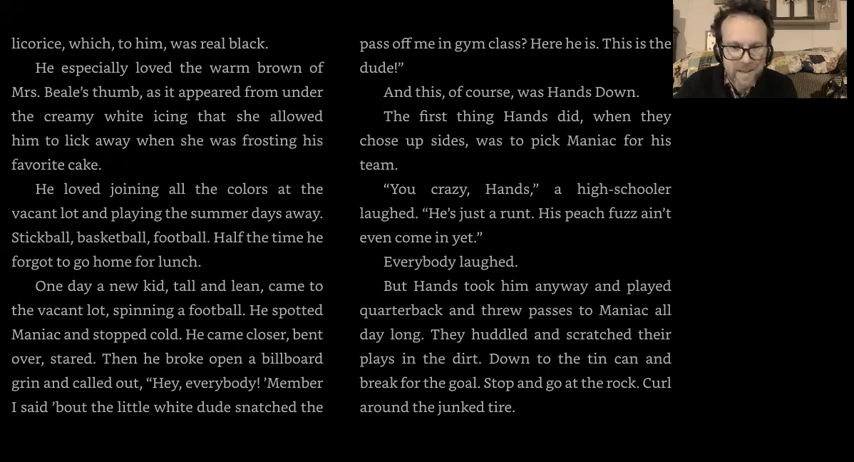 licorice, which, to him, was real black.
He especially loved the warm brown of
Mrs. Beale’s thumb, as it appeared from under
the creamy white icing that she allowed
him to lick away when she was frosting his
favorite cake.
He loved joining all the colors at the
vacant lot and playing the summer days away.
Stickball, basketball, football. Half the time he
forgot to go home for lunch.
One day a new kid, tall and lean, came to
the vacant lot, spinning a football. He spotted
Maniac and stopped cold. He came closer, bent
over, stared. Then he broke open a billboard
grin and called out, “Hey, everybody! ’Member
I said ’bout the little white dude snatched the
pass off me in gym class? Here he is. This is the
dude!”
And this, of course, was Hands Down.
The first thing Hands did, when they
chose up sides, was to pick Maniac for his
team.
“You crazy, Hands,” a high-schooler
laughed. “He’s just a runt. His peach fuzz ain’t
even come in yet.”
Everybody laughed.
But Hands took him anyway and played
quarterback and threw passes to Maniac all
day long. They huddled and scratched their
plays in the dirt. Down to the tin can and
break for the goal. Stop and go at the rock. Curl
around the junked tire.